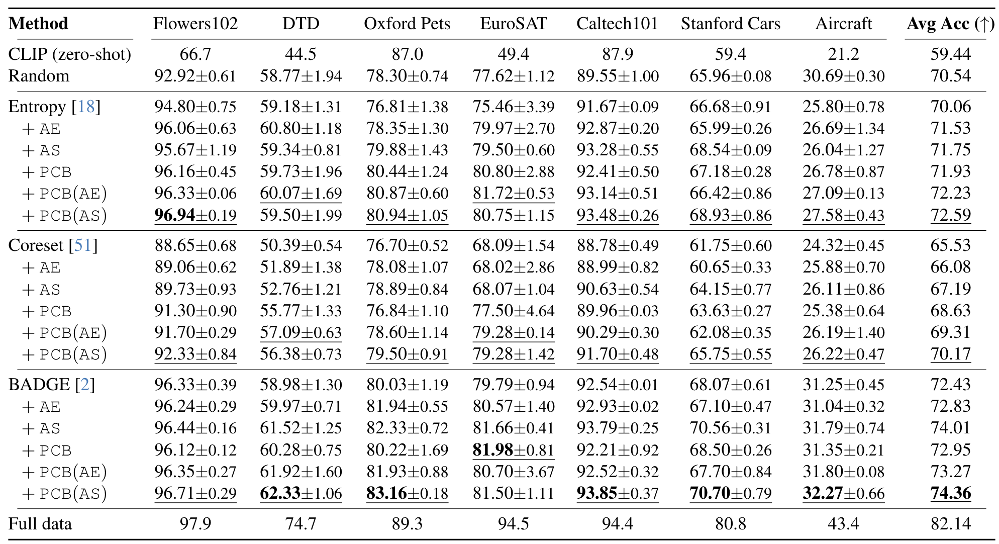 Method Flowers102 DTD Oxford Pets EuroSAT Caltech101 Stanford Cars Aircraft Avg Acc (↑)
CLIP (zero-shot) 66.7 44.5 87.0 49.4 87.9 59.4 21.2 59.44
Random 92.92±0.61 58.77±1.94 78.30±0.74 77.62±1.12 89.55±1.00 65.96±0.08 30.69±0.30 70.54
Entropy [18] 94.80±0.75 59.18±1.31 76.81±1.38 75.46±3.39 91.67±0.09 66.68±0.91 25.80±0.78 70.06
+ AE 96.06±0.63 60.80±1.18 78.35±1.30 79.97±2.70 92.87±0.20 65.99±0.26 26.69±1.34 71.53
+ AS 95.67±1.19 59.34±0.81 79.88±1.43 79.50±0.60 93.28±0.55 68.54±0.09 26.04±1.27 71.75
+ PCB 96.16±0.45 59.73±1.96 80.44±1.24 80.80±2.88 92.41±0.50 67.18±0.28 26.78±0.87 71.93
+ PCB(AE) 96.33±0.06 60.07±1.69 80.87±0.60 81.72±0.53 93.14±0.51 66.42±0.86 27.09±0.13 72.23
+ PCB(AS) 96.94±0.19 59.50±1.99 80.94±1.05 80.75±1.15 93.48±0.26 68.93±0.86 27.58±0.43 72.59
Coreset [51] 88.65±0.68 50.39±0.54 76.70±0.52 68.09±1.54 88.78±0.49 61.75±0.60 24.32±0.45 65.53
+ AE 89.06±0.62 51.89±1.38 78.08±1.07 68.02±2.86 88.99±0.82 60.65±0.33 25.88±0.70 66.08
+ AS 89.73±0.93 52.76±1.21 78.89±0.84 68.07±1.04 90.63±0.54 64.15±0.77 26.11±0.86 67.19
+ PCB 91.30±0.90 55.77±1.33 76.84±1.10 77.50±4.64 89.96±0.03 63.63±0.27 25.38±0.64 68.63
+ PCB(AE) 91.70±0.29 57.09±0.63 78.60±1.14 79.28±0.14 90.29±0.30 62.08±0.35 26.19±1.40 69.31
+ PCB(AS) 92.33±0.84 56.38±0.73 79.50±0.91 79.28±1.42 91.70±0.48 65.75±0.55 26.22±0.47 70.17
BADGE [2] 96.33±0.39 58.98±1.30 80.03±1.19 79.79±0.94 92.54±0.01 68.07±0.61 31.25±0.45 72.43
+ AE 96.24±0.29 59.97±0.71 81.94±0.55 80.57±1.40 92.93±0.02 67.10±0.47 31.04±0.32 72.83
+ AS 96.44±0.16 61.52±1.25 82.33±0.72 81.66±0.41 93.79±0.25 70.56±0.31 31.79±0.74 74.01
+ PCB 96.12±0.12 60.28±0.75 80.22±1.69 81.98±0.81 92.21±0.92 68.50±0.26 31.35±0.21 72.95
+ PCB(AE) 96.35±0.27 61.92±1.60 81.93±0.88 80.70±3.67 92.52±0.32 67.70±0.84 31.80±0.08 73.27
+ PCB(AS) 96.71±0.29 62.33±1.06 83.16±0.18 81.50±1.11 93.85±0.37 70.70±0.79 32.27±0.66 74.36
Full data 97.9 74.7 89.3 94.5 94.4 80.8 43.4 82.14